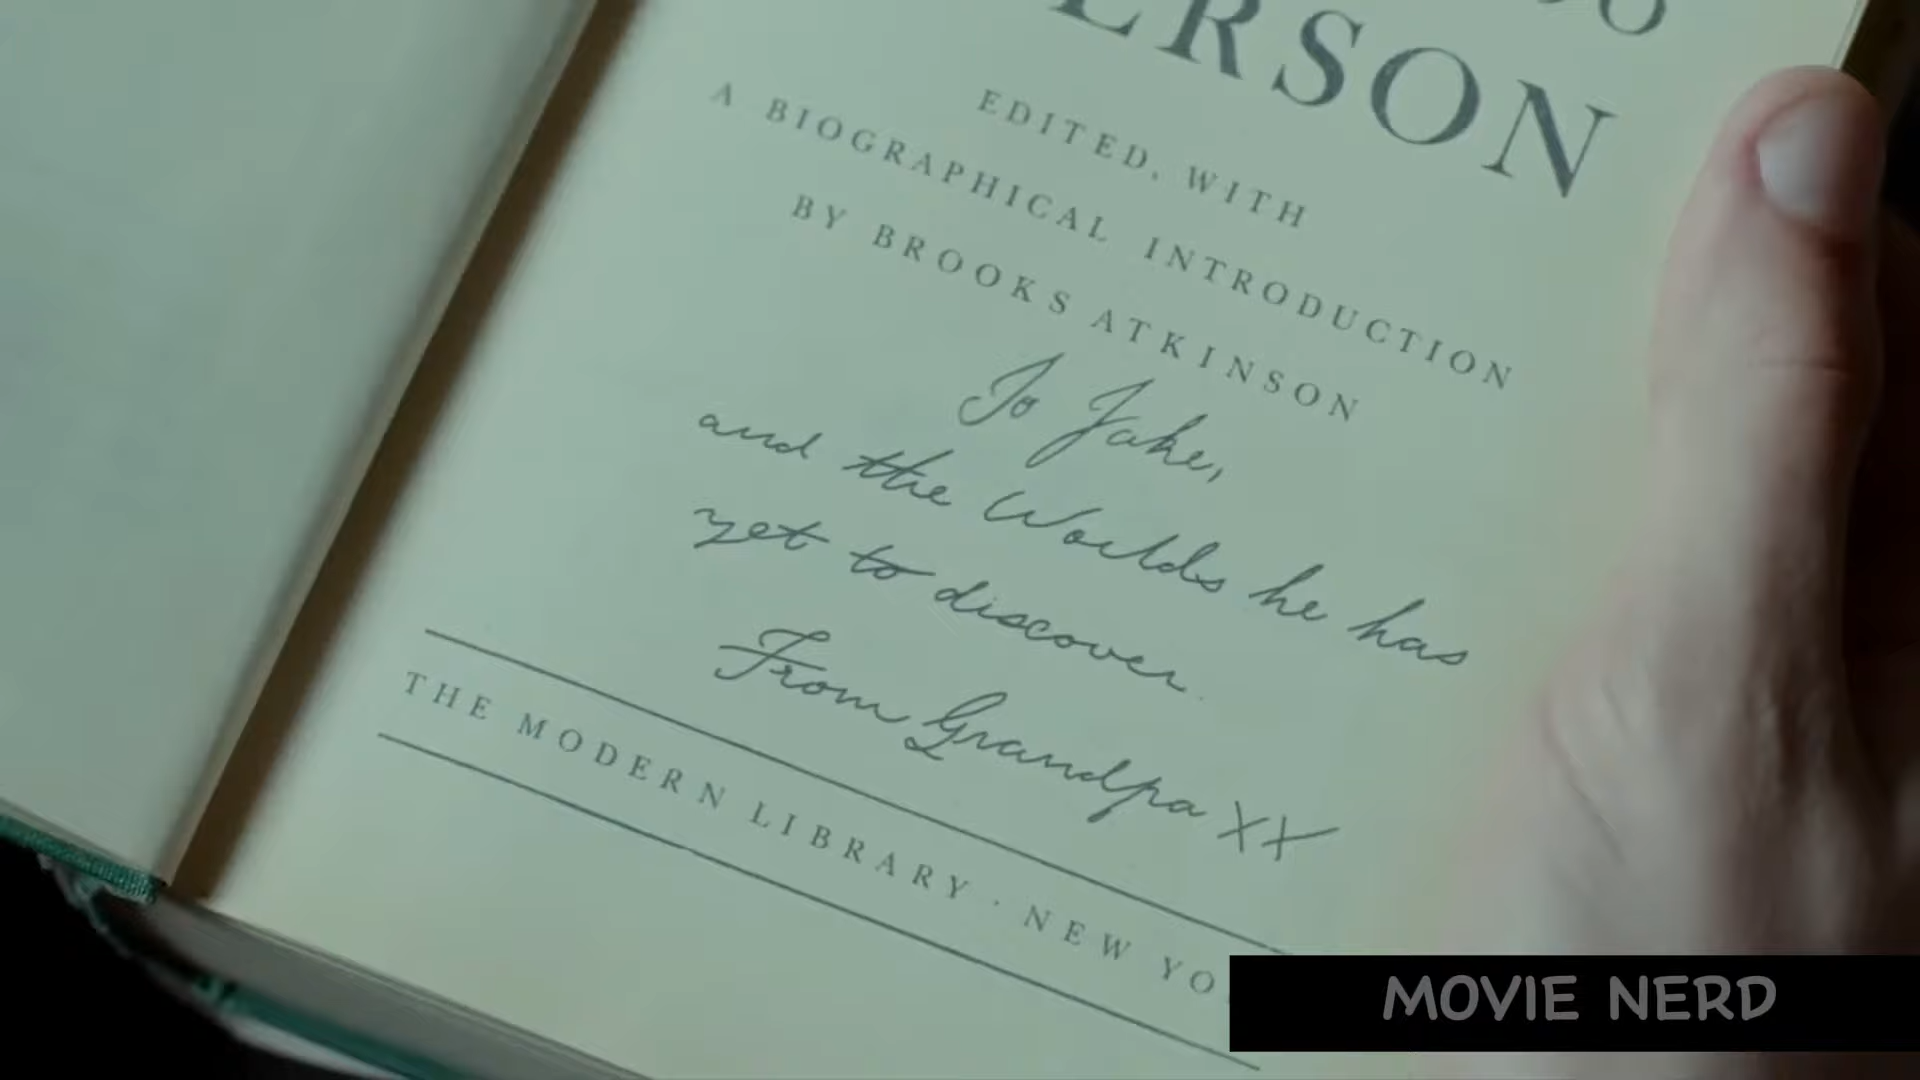 DO
ERSON
EDITED, WITH
A BIOGRAPHICAL INTRODUCTION
BY BROOKS ATKINSON
To Jake,
and the Worlds he has
yet to discover.
From Grandpa XX
THE MODERN LIBRARY · NEW YO
MOVIE NERD